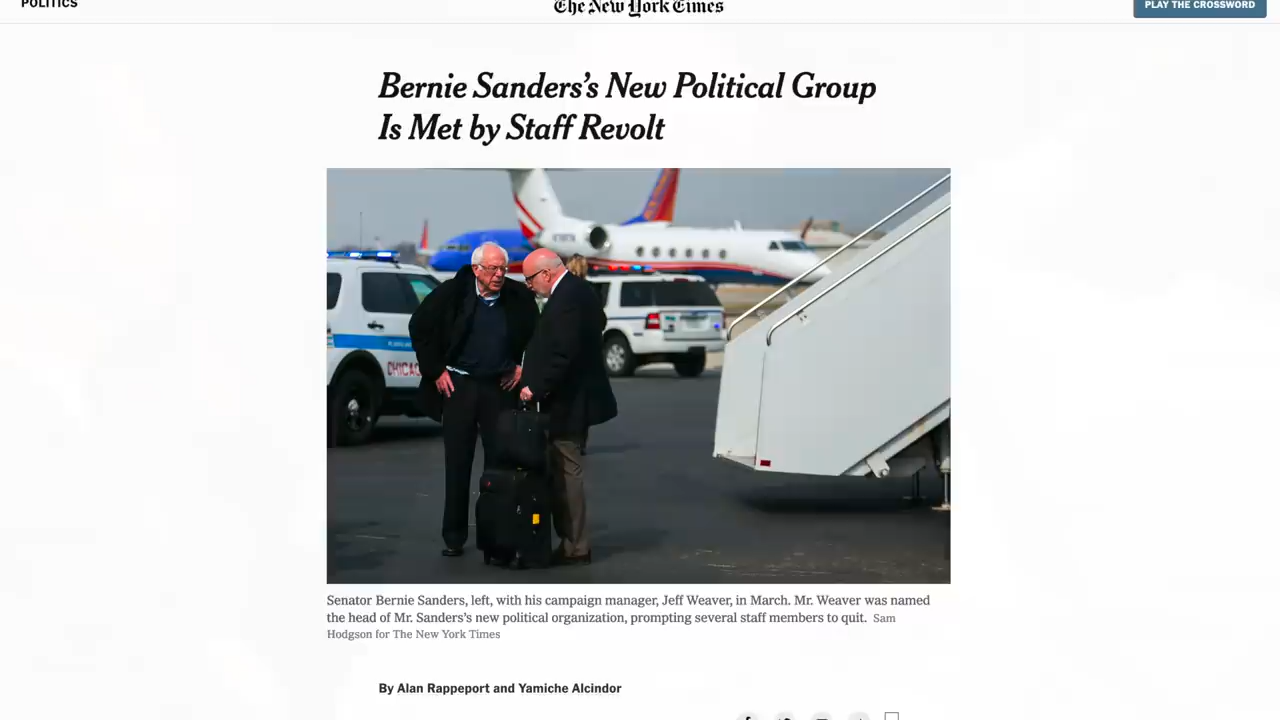 POLITICS
The New York Times
PLAY THE CROSSWORD
Bernie Sanders's New Political Group
Is Met by Staff Revolt
CHICAG
Senator Bernie Sanders, left, with his campaign manager, Jeff Weaver, in March. Mr. Weaver was named
the head of Mr. Sanders's new political organization, prompting several staff members to quit. Sam
Hodgson for The New York Times
By Alan Rappeport and Yamiche Alcindor